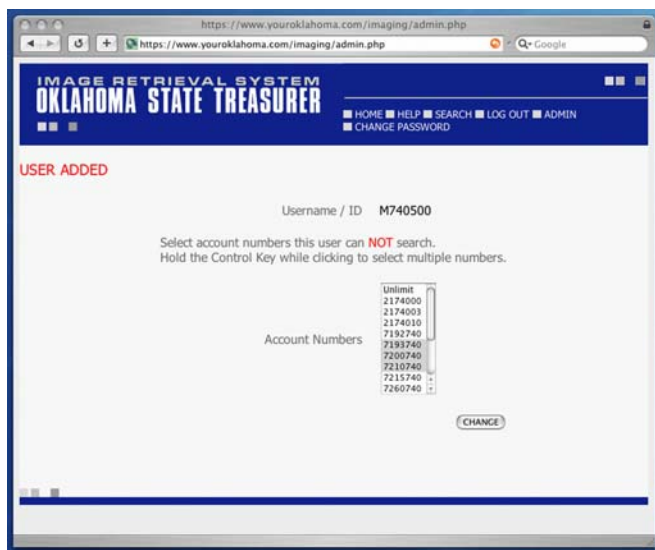 https://www.youroklahoma.com/imaging/admin.php
https://www.youroklahoma.com/imaging/admin.php
Google
IMAGE RETRIEVAL SYSTEM
OKLAHOMA STATE TREASURER
HOME HELP SEARCH LOG OUT ADMIN
CHANGE PASSWORD
USER ADDED
Username / ID M740500
Select account numbers this user can NOT search.
Hold the Control Key while clicking to select multiple numbers.
Account Numbers
Unlimit
2174000
2174003
2174010
7192740
7193740
7200740
7210740
7215740
7260740
CHANGE